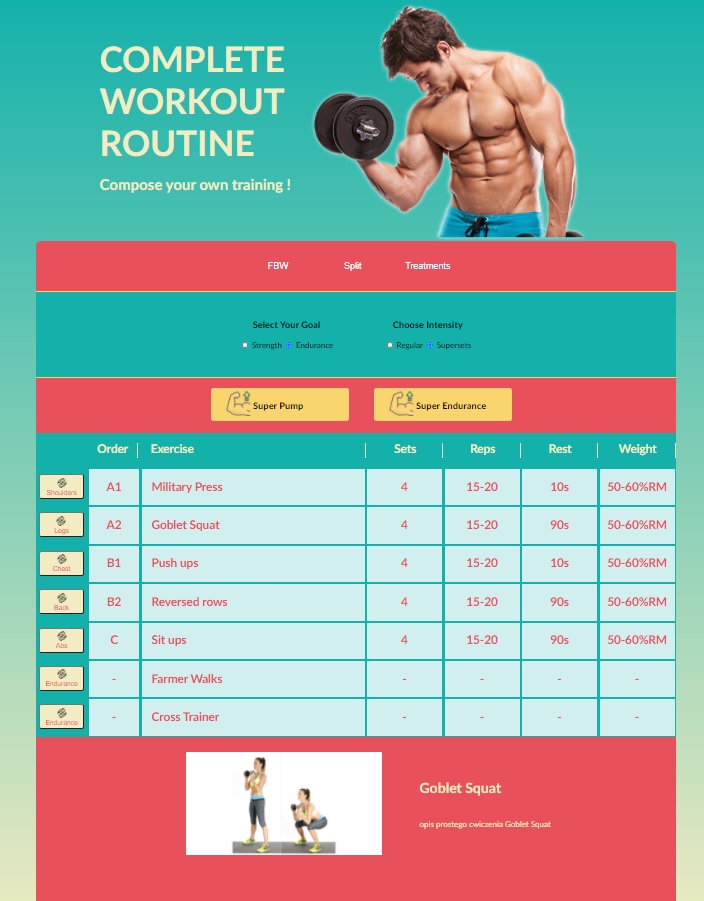 COMPLETE
WORKOUT
ROUTINE
Compose your own training !
FBW Split Treatments
Select Your Goal Choose Intensity
Strength Endurance Regular Supersets
Super Pump Super Endurance
Order Exercise Sets Reps Rest Weight
Shoulders A1 Military Press 4 15-20 10s 50-60%RM
Legs A2 Goblet Squat 4 15-20 90s 50-60%RM
Chest B1 Push ups 4 15-20 10s 50-60%RM
Back B2 Reversed rows 4 15-20 90s 50-60%RM
Abs C Sit ups 4 15-20 90s 50-60%RM
Endurance - Farmer Walks - - - -
Endurance - Cross Trainer - - - -
Goblet Squat
opis prostego cwiczenia Goblet Squat